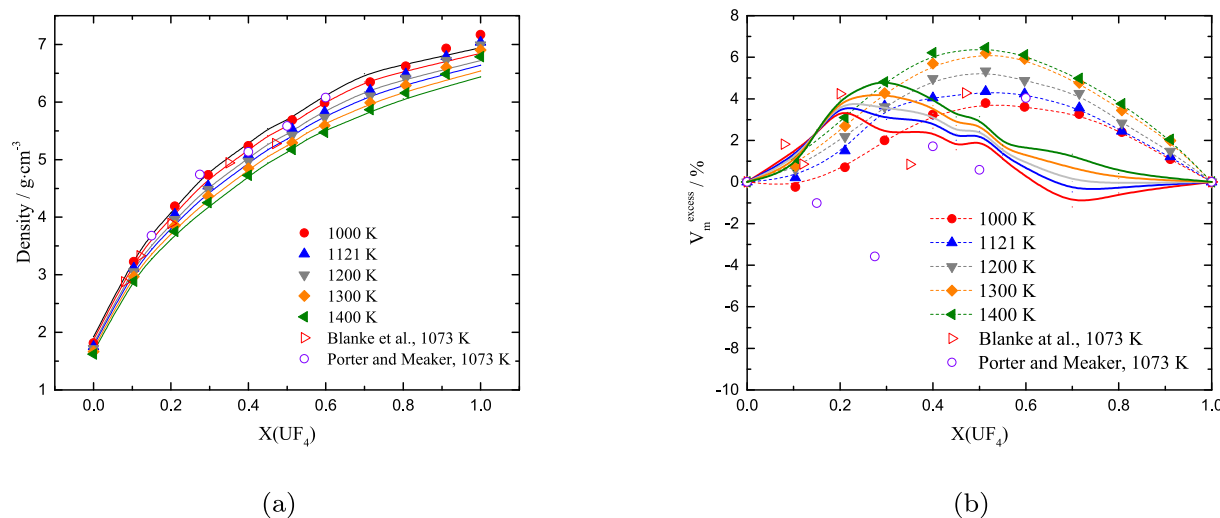 7
6
5
4
3
2
1
Density / g·cm⁻³
1000 K
1121 K
1200 K
1300 K
1400 K
Blanke et al., 1073 K
Porter and Meaker, 1073 K
0.0 0.2 0.4 0.6 0.8 1.0
X(UF₄)
(a)
8
6
4
2
0
-2
-4
-6
-8
-10
Vₘᵉˣᶜᵉˢˢ / %
1000 K
1121 K
1200 K
1300 K
1400 K
Blanke at al., 1073 K
Porter and Meaker, 1073 K
0.0 0.2 0.4 0.6 0.8 1.0
X(UF₄)
(b)